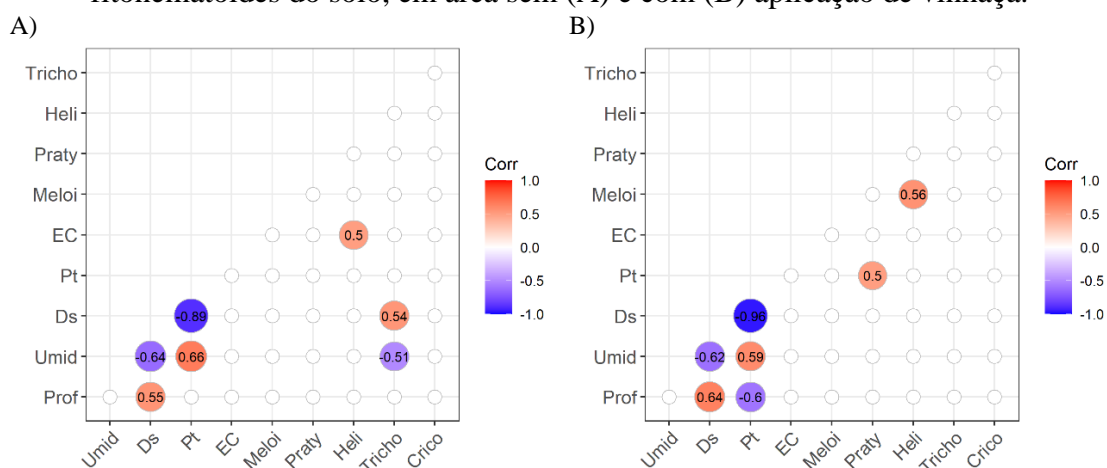 fitonematoides do solo, em área sem (A) e com (B) aplicação de vinhaça.
A)
Tricho
Heli
Praty
Meloi
EC
Pt
Ds
Umid
Prof
0.5
-0.89
0.54
-0.64
0.66
-0.51
0.55
Umid
Ds
Pt
EC
Meloi
Praty
Heli
Tricho
Crico
Corr
1.0
0.5
0.0
-0.5
-1.0
B)
Tricho
Heli
Praty
Meloi
EC
Pt
Ds
Umid
Prof
0.56
0.5
-0.96
-0.62
0.59
0.64
-0.6
Umid
Ds
Pt
EC
Meloi
Praty
Heli
Tricho
Crico
Corr
1.0
0.5
0.0
-0.5
-1.0